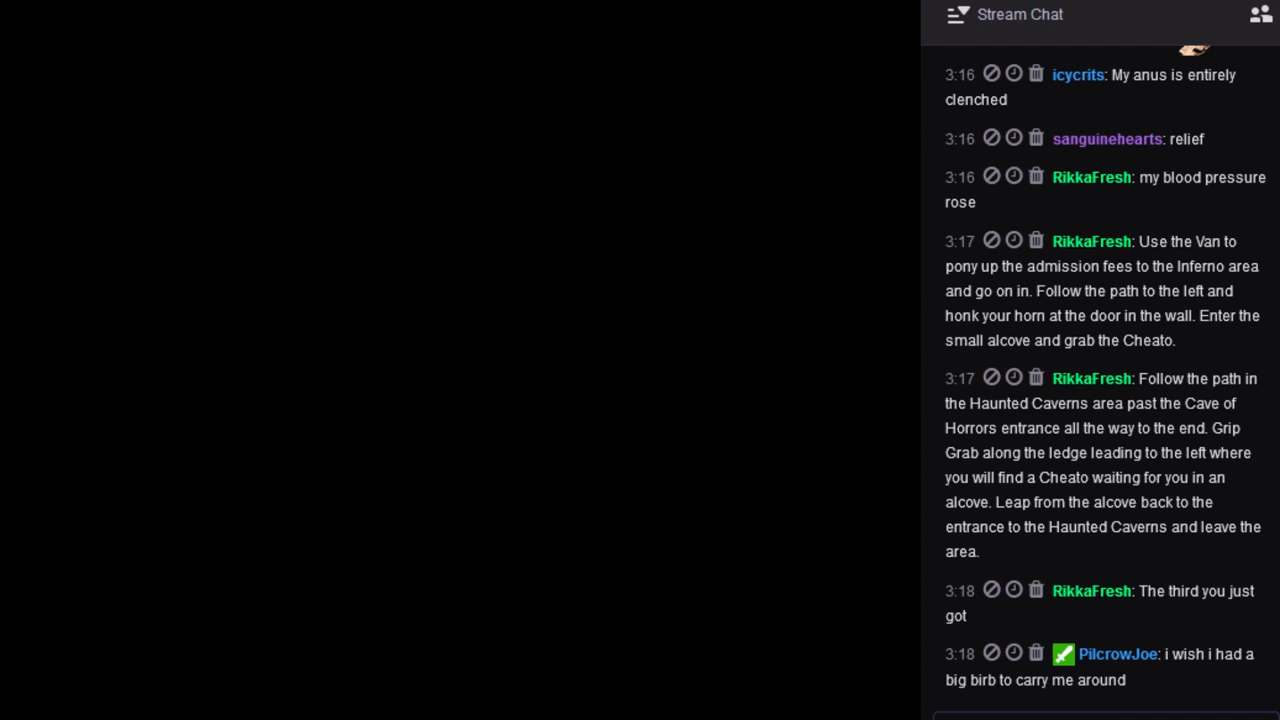 Stream Chat
3:16 icycrits: My anus is entirely
clenched
3:16 sanguinehearts: relief
3:16 RikkaFresh: my blood pressure
rose
3:17 RikkaFresh: Use the Van to
pony up the admission fees to the Inferno area
and go on in. Follow the path to the left and
honk your horn at the door in the wall. Enter the
small alcove and grab the Cheato.
3:17 RikkaFresh: Follow the path in
the Haunted Caverns area past the Cave of
Horrors entrance all the way to the end. Grip
Grab along the ledge leading to the left where
you will find a Cheato waiting for you in an
alcove. Leap from the alcove back to the
entrance to the Haunted Caverns and leave the
area.
3:18 RikkaFresh: The third you just
got
3:18 PilcrowJoe: i wish i had a
big birb to carry me around